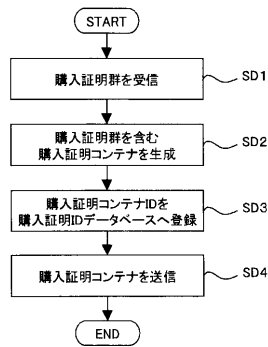 START
購入証明群を受信
SD1
購入証明群を含む
購入証明コンテナを生成
SD2
購入証明コンテナIDを
購入証明IDデータベースへ登録
SD3
購入証明コンテナを送信
SD4
END